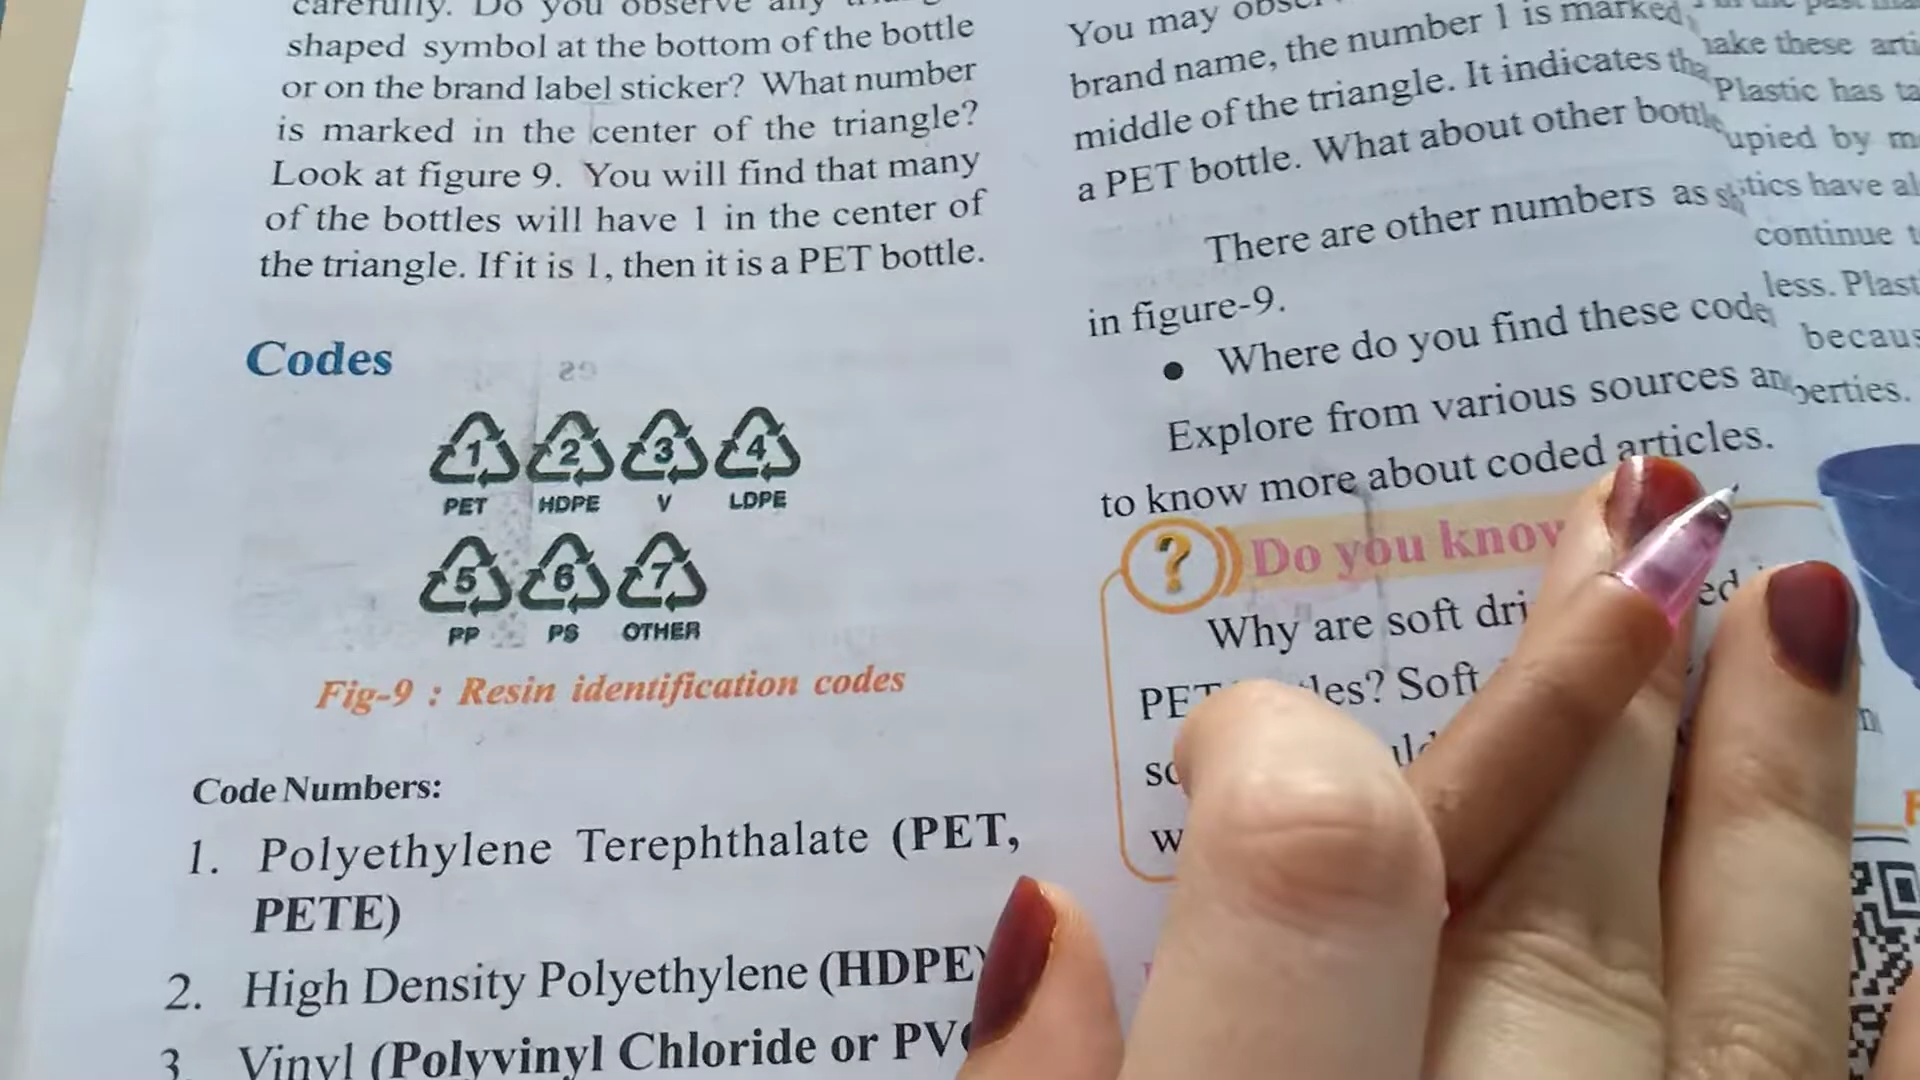 shaped symbol at the bottom of the bottle
or on the brand label sticker? What number
is marked in the center of the triangle?
Look at figure 9. You will find that many
of the bottles will have 1 in the center of
the triangle. If it is 1, then it is a PET bottle.
Codes
1 2 3 4
PET HDPE V LDPE
5 6 7
PP PS OTHER
Fig-9 : Resin identification codes
Code Numbers:
1. Polyethylene Terephthalate (PET,
PETE)
2. High Density Polyethylene (HDPE)
3. Vinyl (Polyvinyl Chloride or
You may
brand name, the number 1 is marked
middle of the triangle. It indicates
a PET bottle. What about other
There are other numbers as
in figure-9.
• Where do you find these
Explore from various sources
to know more about coded articles.
? Do you
Why are soft
PET Soft
these
Plastic has
by
have
continue
less.